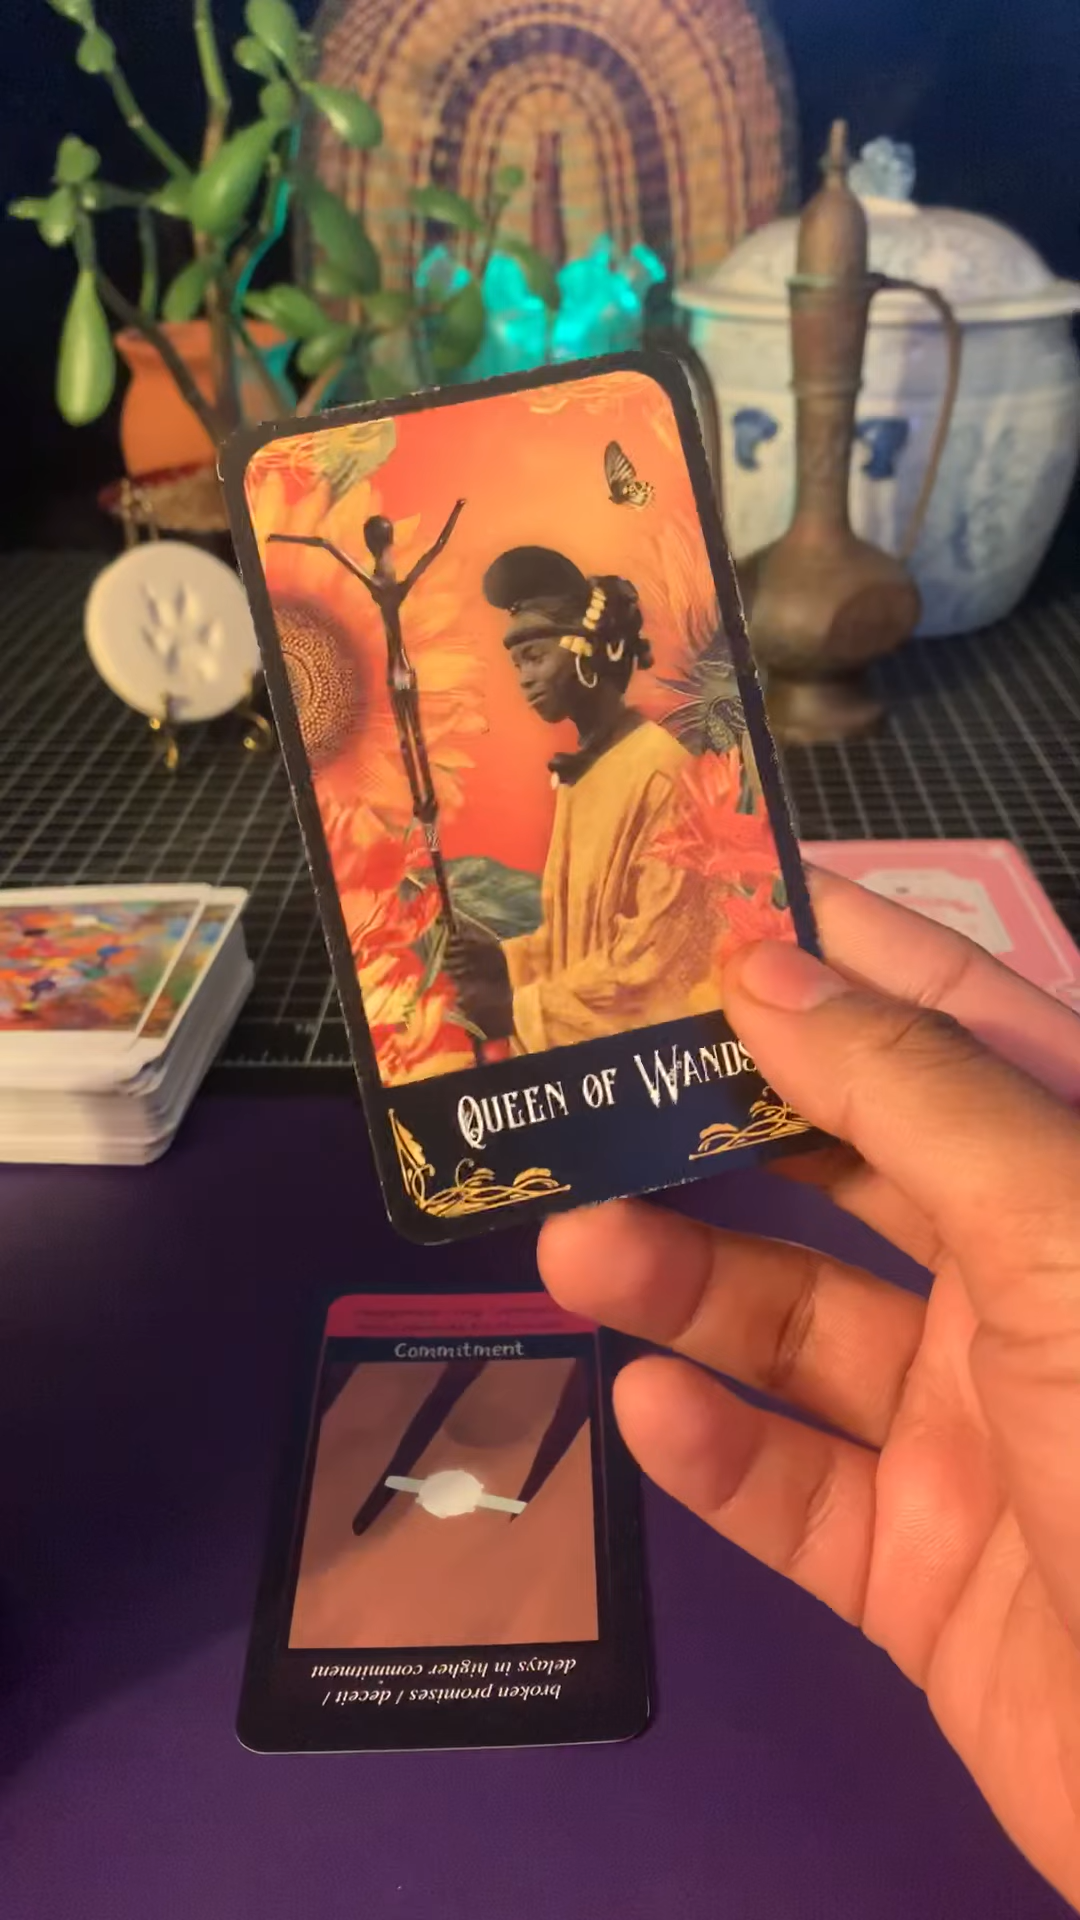 QUEEN OF WANDS
Commitment
broken promises / deceit /
delays in higher commitment